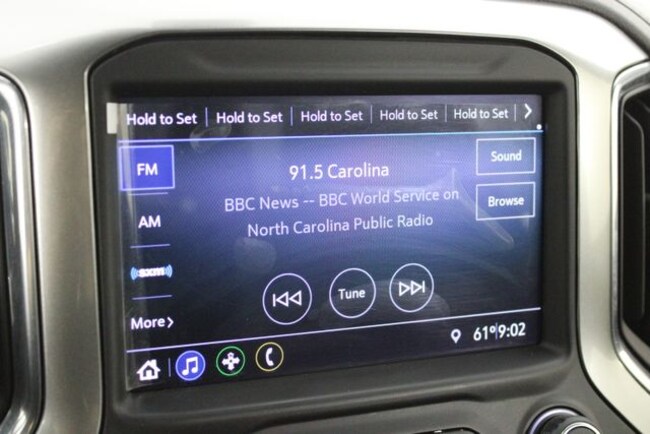 Hold to Set Hold to Set Hold to Set Hold to Set Hold to Set
FM
91.5 Carolina
Sound
BBC News -- BBC World Service on
Browse
AM
North Carolina Public Radio
((sxm))
Tune
More
61° 9:02